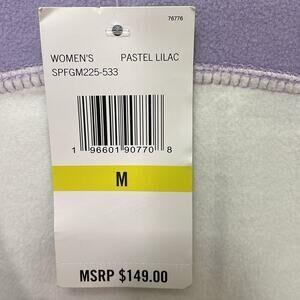 76776
WOMEN'S PASTEL LILAC
SPFGM225-533
1 96601 90770 8
M
MSRP $149.00